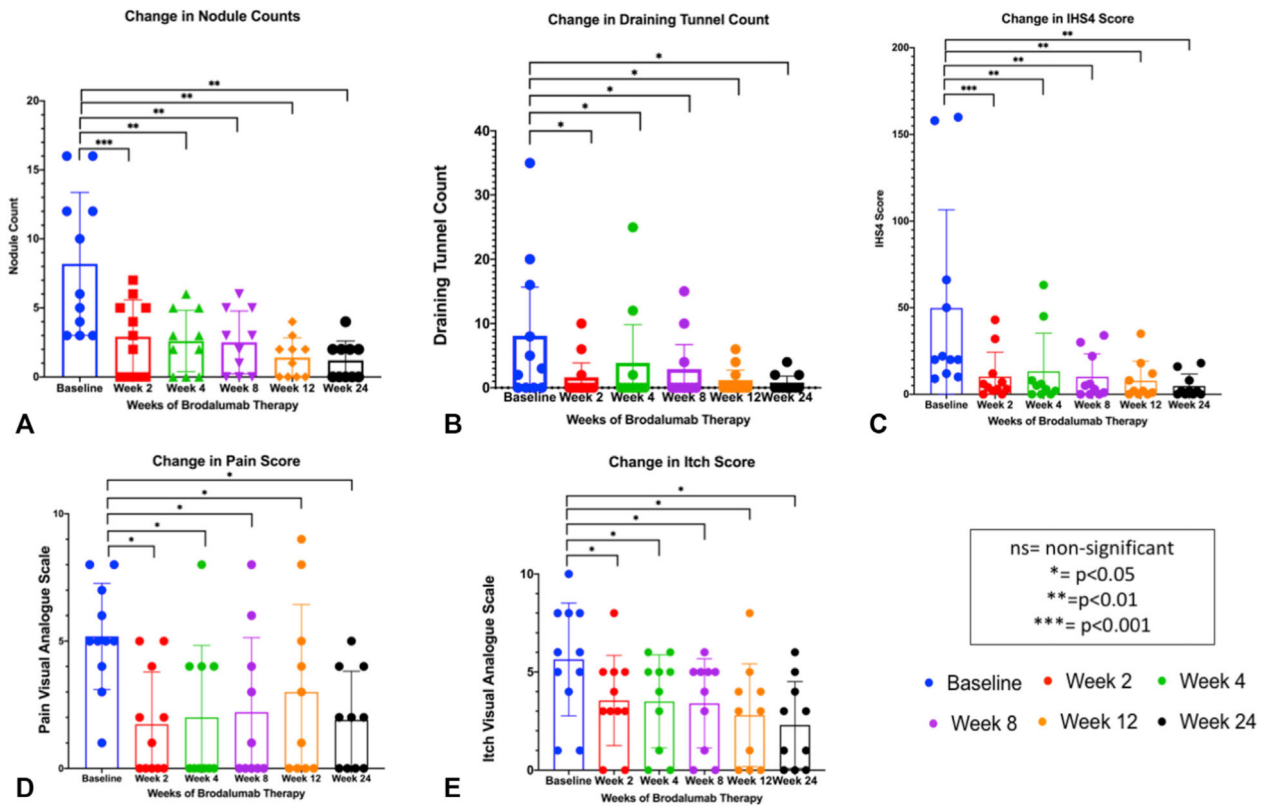 Change in Nodule Counts
**
**
**
**
***
20
15
10
5
0
Nodule Count
Baseline Week 2 Week 4 Week 8 Week 12 Week 24
Weeks of Brodalumab Therapy
A
Change in Draining Tunnel Count
*
*
*
*
*
40
30
20
10
0
Draining Tunnel Count
Baseline Week 2 Week 4 Week 8 Week 12 Week 24
Weeks of Brodalumab Therapy
B
Change in IHS4 Score
**
**
**
**
***
200
150
100
50
0
IHS4 Score
Baseline Week 2 Week 4 Week 8 Week 12 Week 24
Weeks of Brodalumab Therapy
C
Change in Pain Score
*
*
*
*
*
10
5
0
Pain Visual Analogue Scale
Baseline Week 2 Week 4 Week 8 Week 12 Week 24
Weeks of Brodalumab Therapy
D
Change in Itch Score
*
*
*
*
*
10
5
0
Itch Visual Analogue Scale
Baseline Week 2 Week 4 Week 8 Week 12 Week 24
Weeks of Brodalumab Therapy
E
ns= non-significant
*= p<0.05
**=p<0.01
***= p<0.001
Baseline Week 2 Week 4
Week 8 Week 12 Week 24